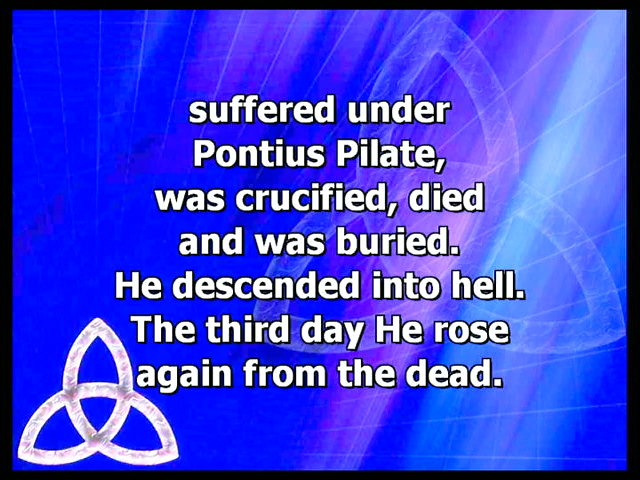 suffered under
Pontius Pilate,
was crucified, died
and was buried.
He descended into hell.
The third day He rose
again from the dead.